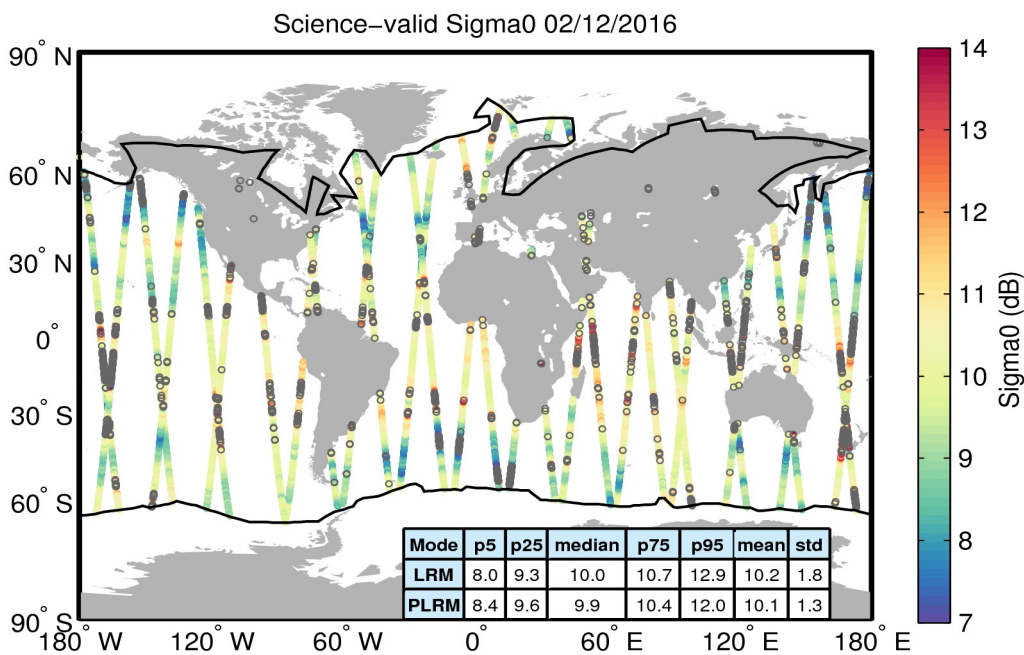 Science-valid Sigma0 02/12/2016
90° N
60° N
30° N
0°
30° S
60° S
90° S
180° W
120° W
60° W
0°
60° E
120° E
180° E
Mode p5 p25 median p75 p95 mean std
LRM 8.0 9.3 10.0 10.7 12.9 10.2 1.8
PLRM 8.4 9.6 9.9 10.4 12.0 10.1 1.3
14
13
12
11
10
9
8
7
Sigma0 (dB)